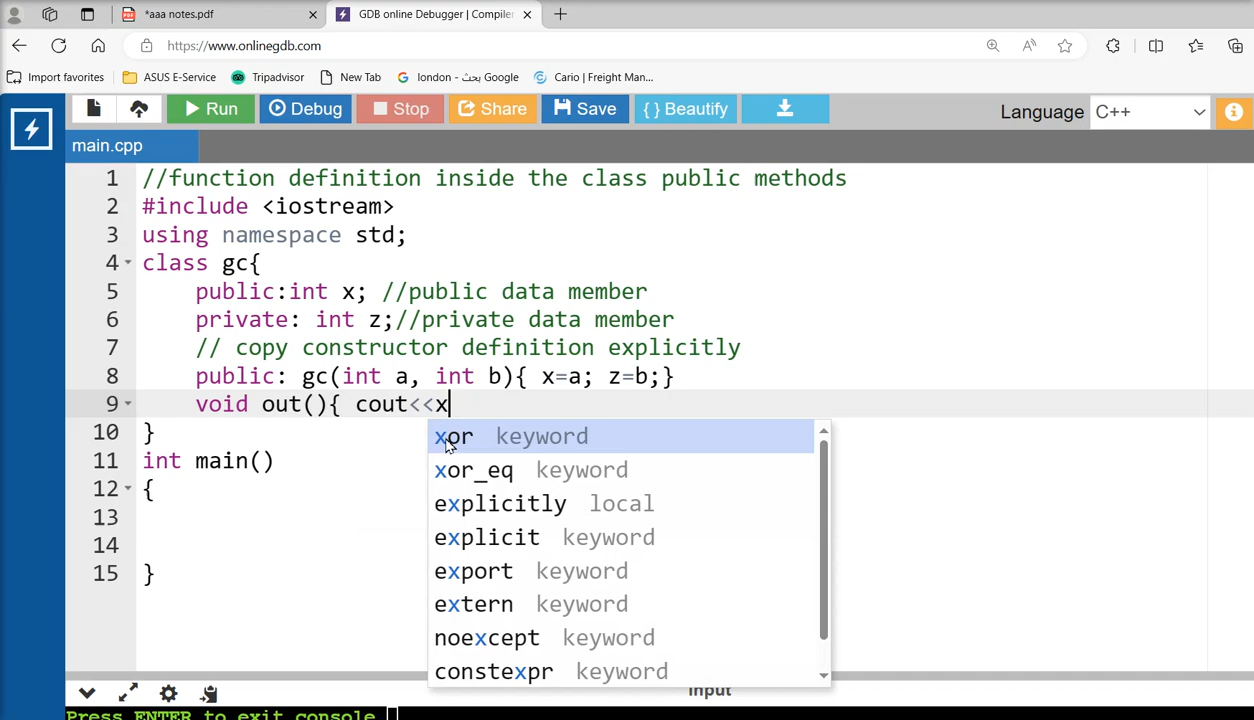 *aaa notes.pdf
GDB online Debugger | Compiler
https://www.onlinegdb.com
Import favorites
ASUS E-Service
Tripadvisor
New Tab
london - بحث Google
Cario | Freight Man...
Run
Debug
Stop
Share
Save
{ } Beautify
Language C++
main.cpp
1 //function definition inside the class public methods
2 #include <iostream>
3 using namespace std;
4 class gc{
5 public:int x; //public data member
6 private: int z;//private data member
7 // copy constructor definition explicitly
8 public: gc(int a, int b){ x=a; z=b;}
9 void out(){ cout<<x
10 }
11 int main()
12 {
13
14
15 }
xor keyword
xor_eq keyword
explicitly local
explicit keyword
export keyword
extern keyword
noexcept keyword
constexpr keyword
input
Press ENTER to exit console